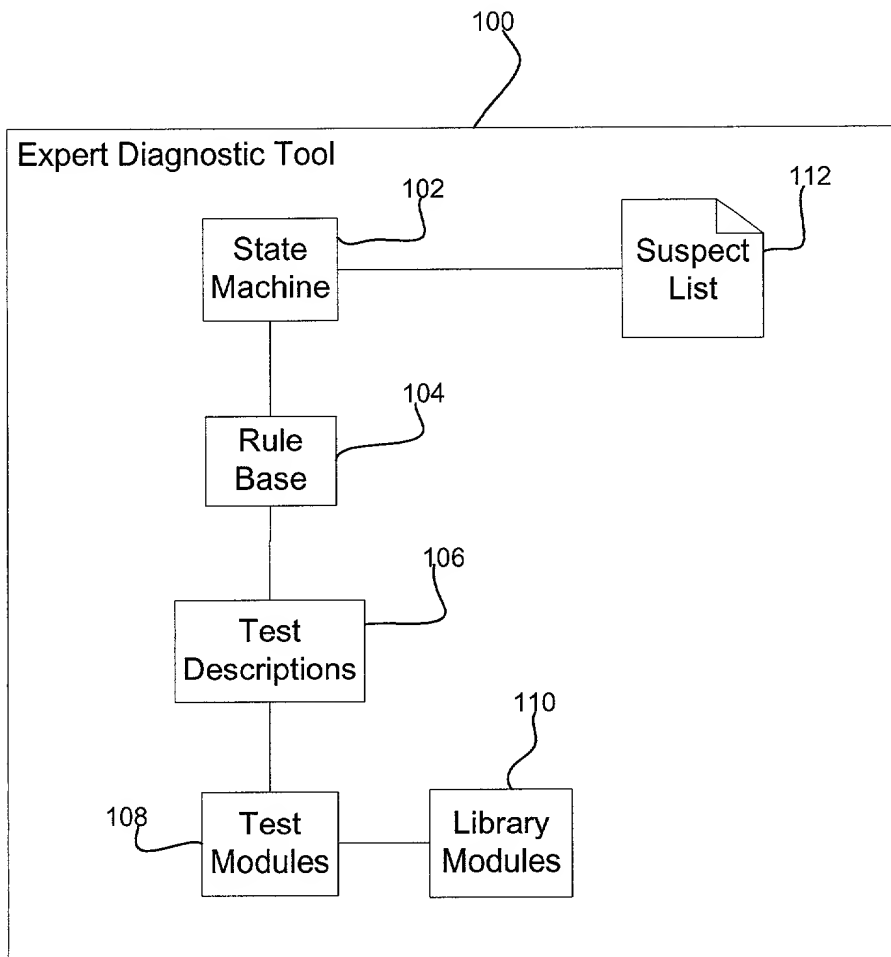 100
Expert Diagnostic Tool
102
112
State
Machine
Suspect
List
104
Rule
Base
106
Test
Descriptions
110
108
Test
Modules
Library
Modules